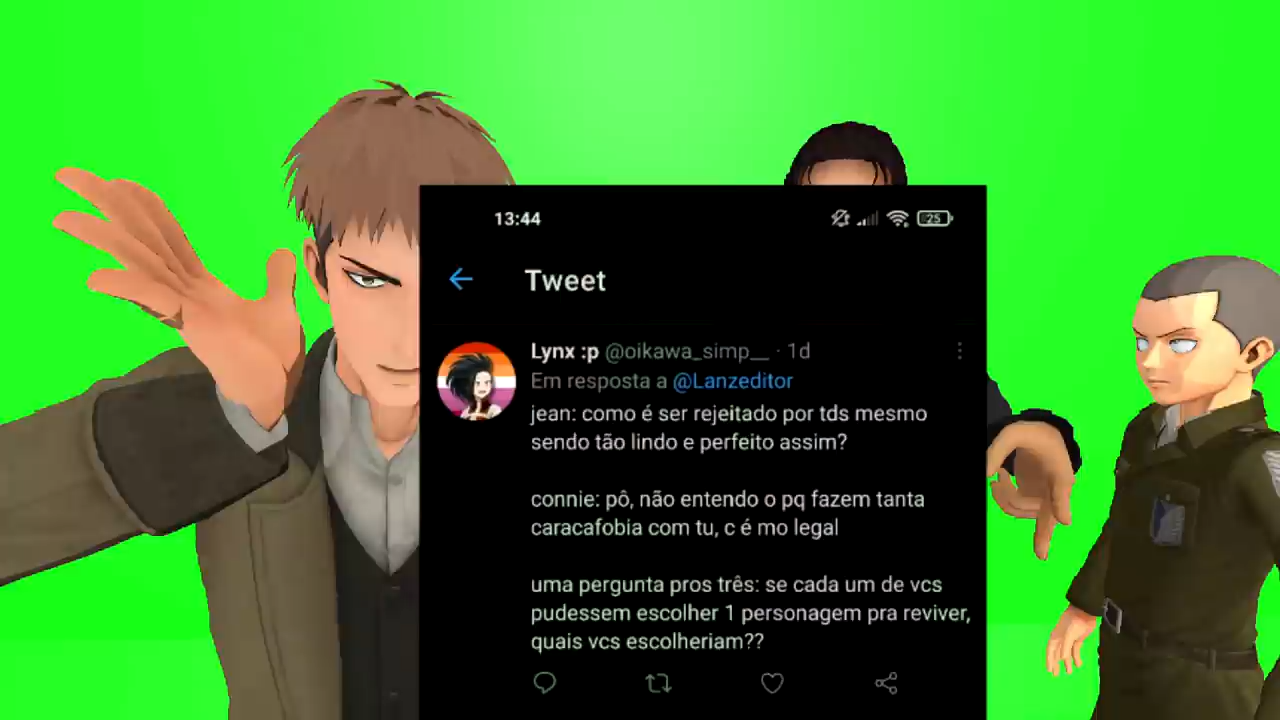 13:44
25
Tweet
Lynx :p @oikawa_simp__ · 1d
Em resposta a @Lanzeditor
jean: como é ser rejeitado por tds mesmo
sendo tão lindo e perfeito assim?
connie: pô, não entendo o pq fazem tanta
caracafobia com tu, c é mo legal
uma pergunta pros três: se cada um de vcs
pudessem escolher 1 personagem pra reviver,
quais vcs escolheriam??